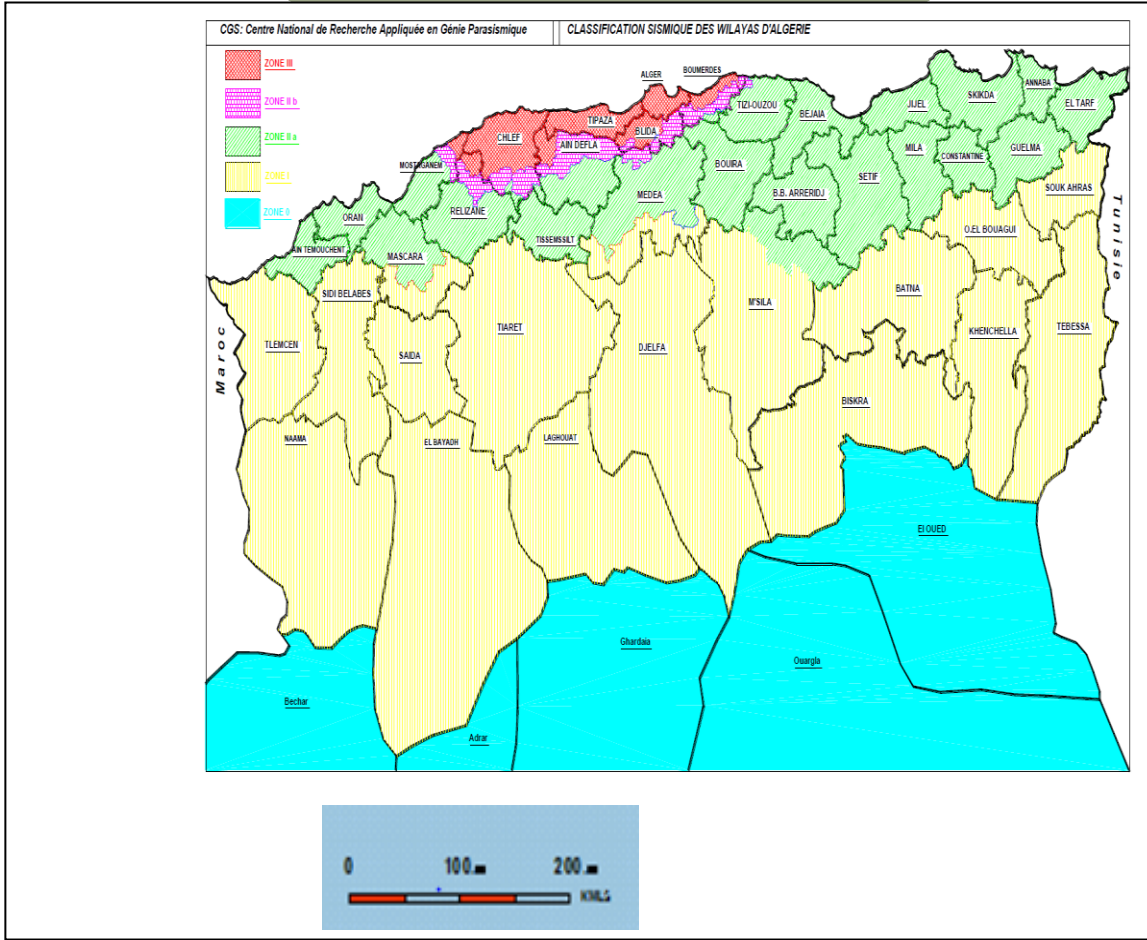 CGS: Centre National de Recherche Appliquée en Génie Parasismique
CLASSIFICATION SISMIQUE DES WILAYAS D'ALGERIE
ZONE III
ZONE II b
ZONE II a
ZONE I
ZONE 0
ALGER
BOUMERDES
TIPAZA
CHLEF
BLIDA
AIN DEFLA
TIZI-OUZOU
BEJAIA
JIJEL
SKIKDA
ANNABA
EL TARF
MOSTAGANEM
BOUIRA
MILA
CONSTANTINE
GUELMA
SETIF
B.B. ARRERIDJ
SOUK AHRAS
ORAN
RELIZANE
MEDEA
AIN TEMOUCHENT
MASCARA
TISSEMSSILT
O.EL BOUAGUI
SIDI BELABES
BATNA
M'SILA
KHENCHELLA
TEBESSA
TLEMCEN
SAIDA
TIARET
DJELFA
BISKRA
NAAMA
EL BAYADH
LAGHOUAT
Maroc
Tunisie
El OUED
Ghardaia
Ouargla
Bechar
Adrar
0 100 200
KMLS